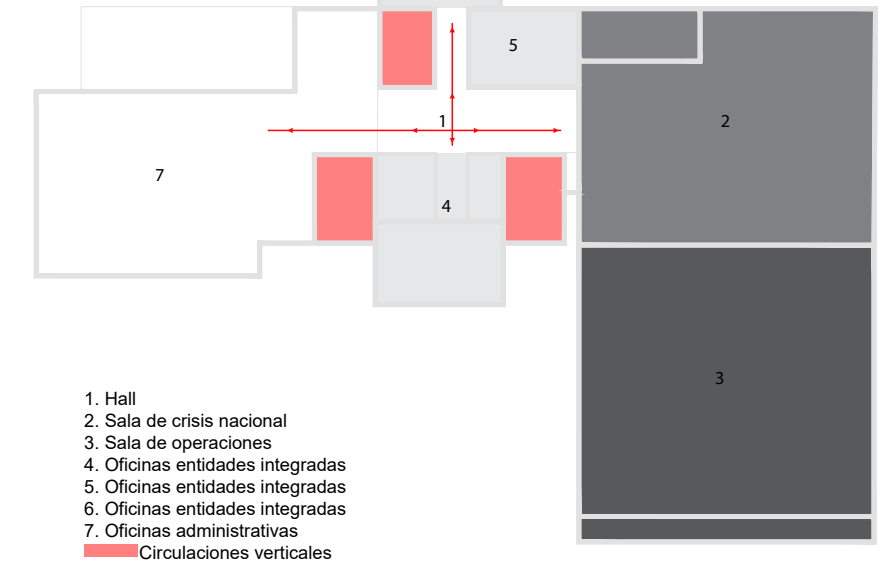 5
1
2
7
4
3
1. Hall
2. Sala de crisis nacional
3. Sala de operaciones
4. Oficinas entidades integradas
5. Oficinas entidades integradas
6. Oficinas entidades integradas
7. Oficinas administrativas
Circulaciones verticales